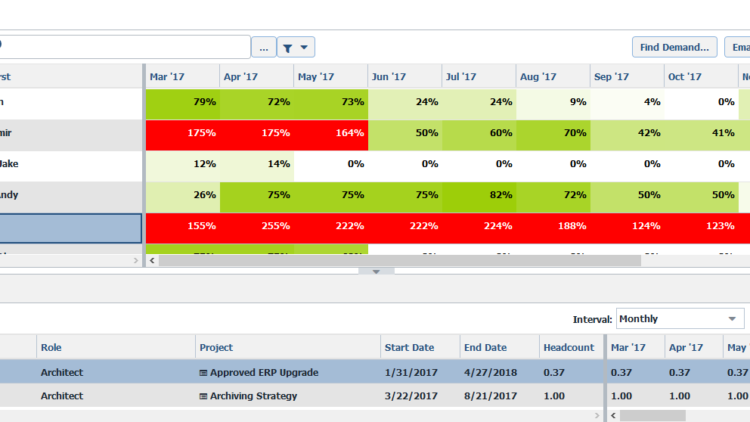 ... Find Demand... Ema
rst Mar '17 Apr '17 May '17 Jun '17 Jul '17 Aug '17 Sep '17 Oct '17 N
79% 72% 73% 24% 24% 9% 4% 0%
mir 175% 175% 164% 50% 60% 70% 42% 41%
Jake 12% 14% 0% 0% 0% 0% 0% 0%
Andy 26% 75% 75% 75% 82% 72% 50% 50%
155% 255% 222% 222% 224% 188% 124% 123%
Interval: Monthly
Role Project Start Date End Date Headcount Mar '17 Apr '17 May
Architect Approved ERP Upgrade 1/31/2017 4/27/2018 0.37 0.37 0.37 0.37
Architect Archiving Strategy 3/22/2017 8/21/2017 1.00 1.00 1.00 1.00